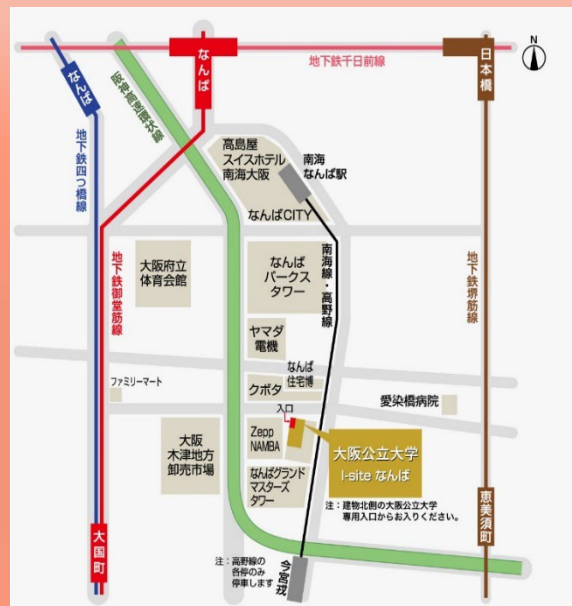 N
なんば
なんば
日本橋
地下鉄千日前線
阪神高速環状線
地下鉄四つ橋線
高島屋
スイスホテル
南海大阪
南海
なんば駅
なんばCITY
大阪府立
体育会館
地下鉄御堂筋線
なんば
パークス
タワー
南海線・高野線
地下鉄堺筋線
ヤマダ
電機
なんば
住宅博
クボタ
ファミリーマート
愛染橋病院
入口
大阪
木津地方
卸売市場
Zepp
NAMBA
大阪公立大学
I-site なんば
なんばグランド
マスターズ
タワー
注：建物北側の大阪公立大学
専用入口からお入りください。
大国町
恵美須町
注：高野線の
各停のみ
停車します
今宮戎